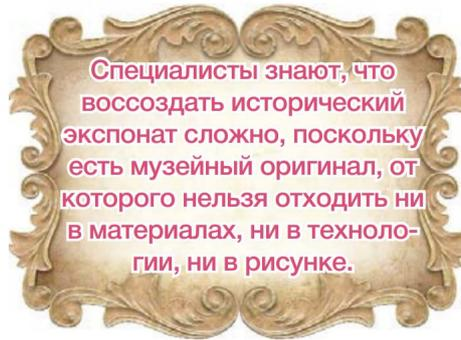 Специалисты знают, что
воссоздать исторический
экспонат сложно, поскольку
есть музейный оригинал, от
которого нельзя отходить ни
в материалах, ни в техноло-
гии, ни в рисунке.